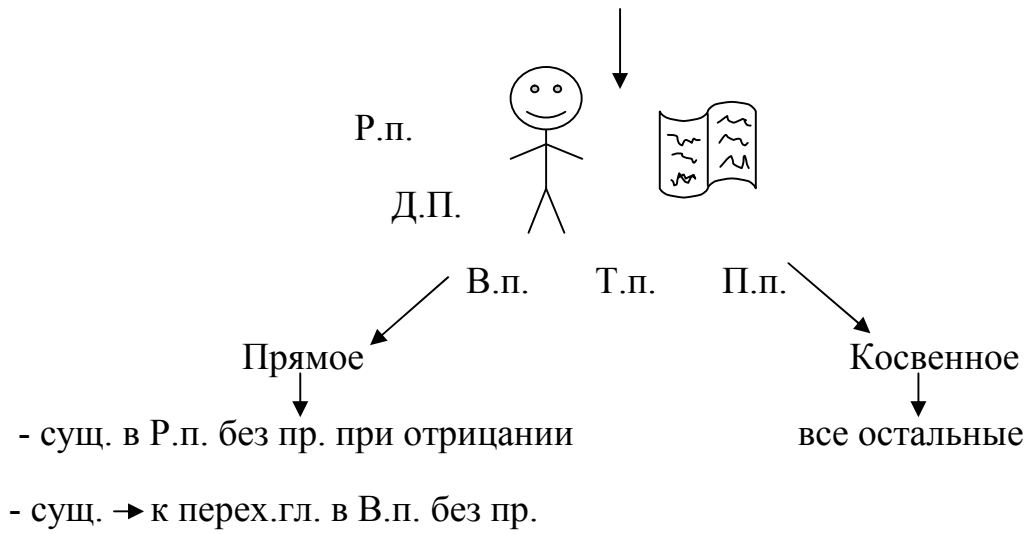 Р.п.
Д.П.
В.п. Т.п. П.п.
Прямое Косвенное
- сущ. в Р.п. без пр. при отрицании все остальные
- сущ. → к перех.гл. в В.п. без пр.